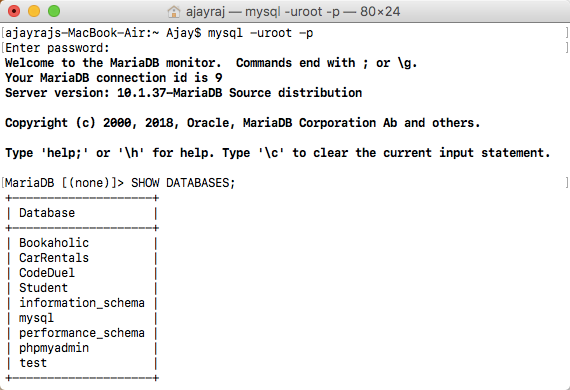 ajayraj — mysql -uroot -p — 80×24
[ajayrajs-MacBook-Air:~ Ajay$ mysql -uroot -p ]
[Enter password: ]
Welcome to the MariaDB monitor.  Commands end with ; or \g.
Your MariaDB connection id is 9
Server version: 10.1.37-MariaDB Source distribution
Copyright (c) 2000, 2018, Oracle, MariaDB Corporation Ab and others.
Type 'help;' or '\h' for help. Type '\c' to clear the current input statement.
[MariaDB [(none)]> SHOW DATABASES; ]
+--------------------+
| Database           |
+--------------------+
| Bookaholic         |
| CarRentals         |
| CodeDuel           |
| Student            |
| information_schema |
| mysql              |
| performance_schema |
| phpmyadmin         |
| test               |
+--------------------+